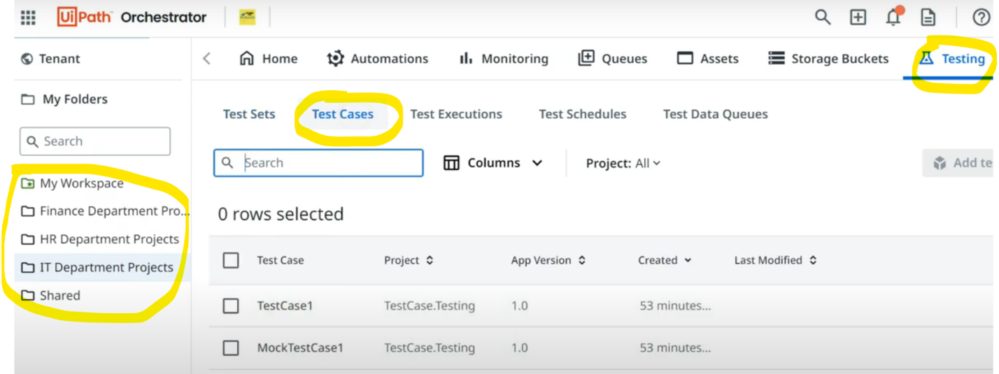 UiPath Orchestrator
Tenant
Home Automations Monitoring Queues Assets Storage Buckets Testing
My Folders
Test Sets Test Cases Test Executions Test Schedules Test Data Queues
Search
Search Columns Project: All Add te
My Workspace
Finance Department Pro...
HR Department Projects
IT Department Projects
Shared
0 rows selected
Test Case Project App Version Created Last Modified
TestCase1 TestCase.Testing 1.0 53 minutes...
MockTestCase1 TestCase.Testing 1.0 53 minutes...